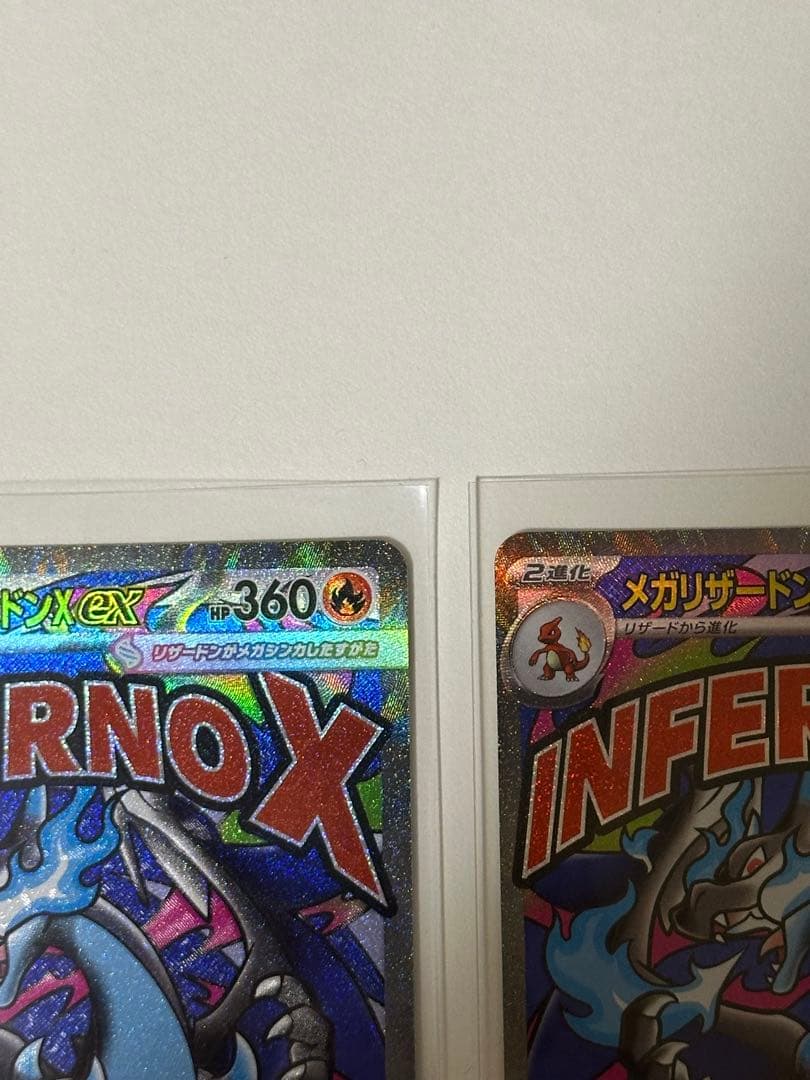 ドンXex HP360
リザードンがメガシンカしたすがた
RNO X
2進化 メガリザードン
リザードから進化
INFER